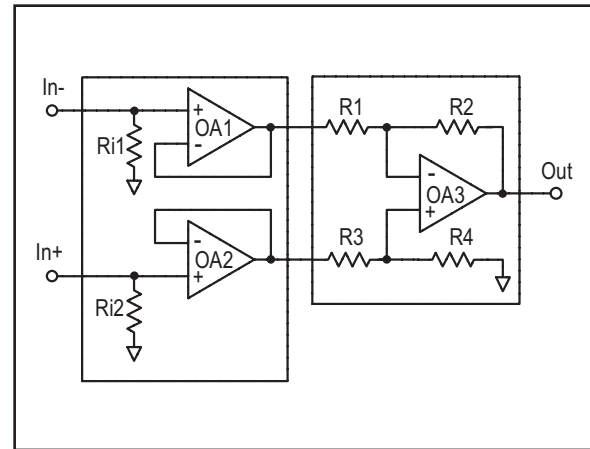 In-
R1
R2
+
OA1
-
Ri1
-
OA3
+
Out
In+
-
OA2
+
R3
R4
Ri2